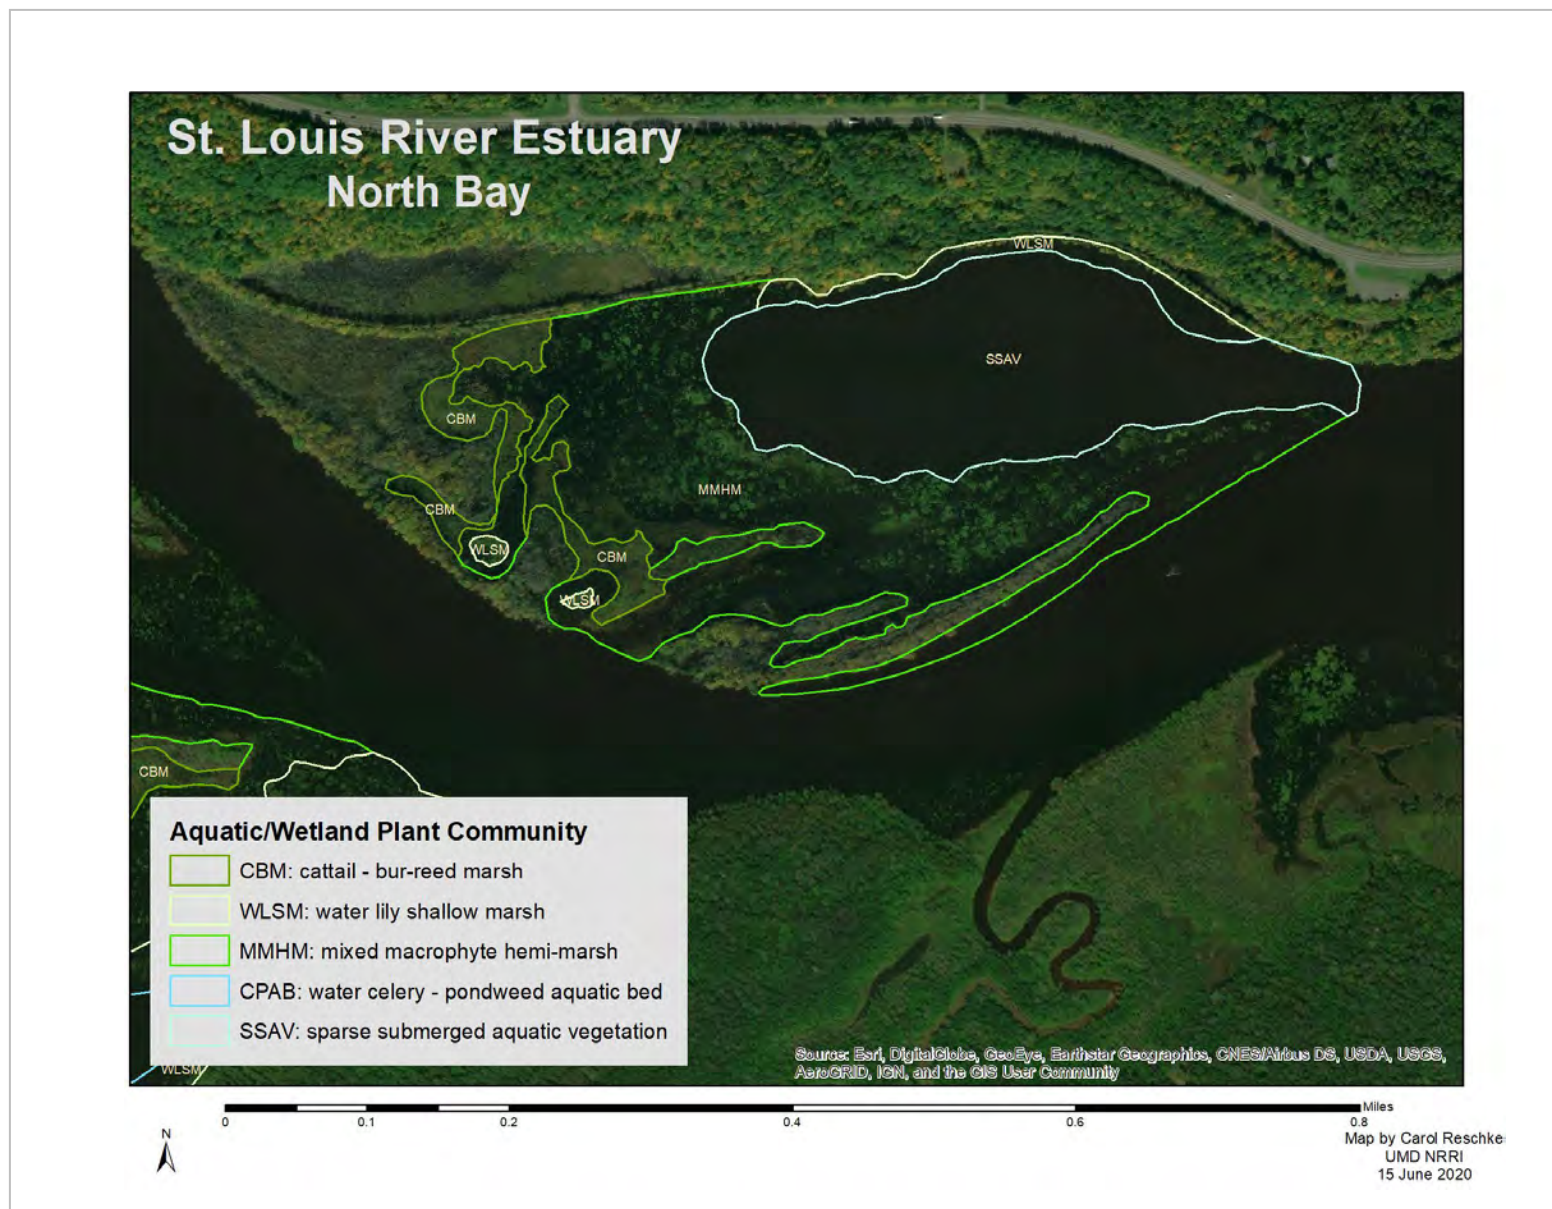 St. Louis River Estuary
North Bay
WLSM
SSAV
CBM
MMHM
CBM
WLSM
CBM
WLSM
CBM
Aquatic/Wetland Plant Community
CBM: cattail - bur-reed marsh
WLSM: water lily shallow marsh
MMHM: mixed macrophyte hemi-marsh
CPAB: water celery - pondweed aquatic bed
SSAV: sparse submerged aquatic vegetation
WLSM
Source: Esri, DigitalGlobe, GeoEye, Earthstar Geographics, CNES/Airbus DS, USDA, USGS,
AeroGRID, IGN, and the GIS User Community
Miles
0 0.1 0.2 0.4 0.6 0.8
N
Map by Carol Reschke
UMD NRRI
15 June 2020